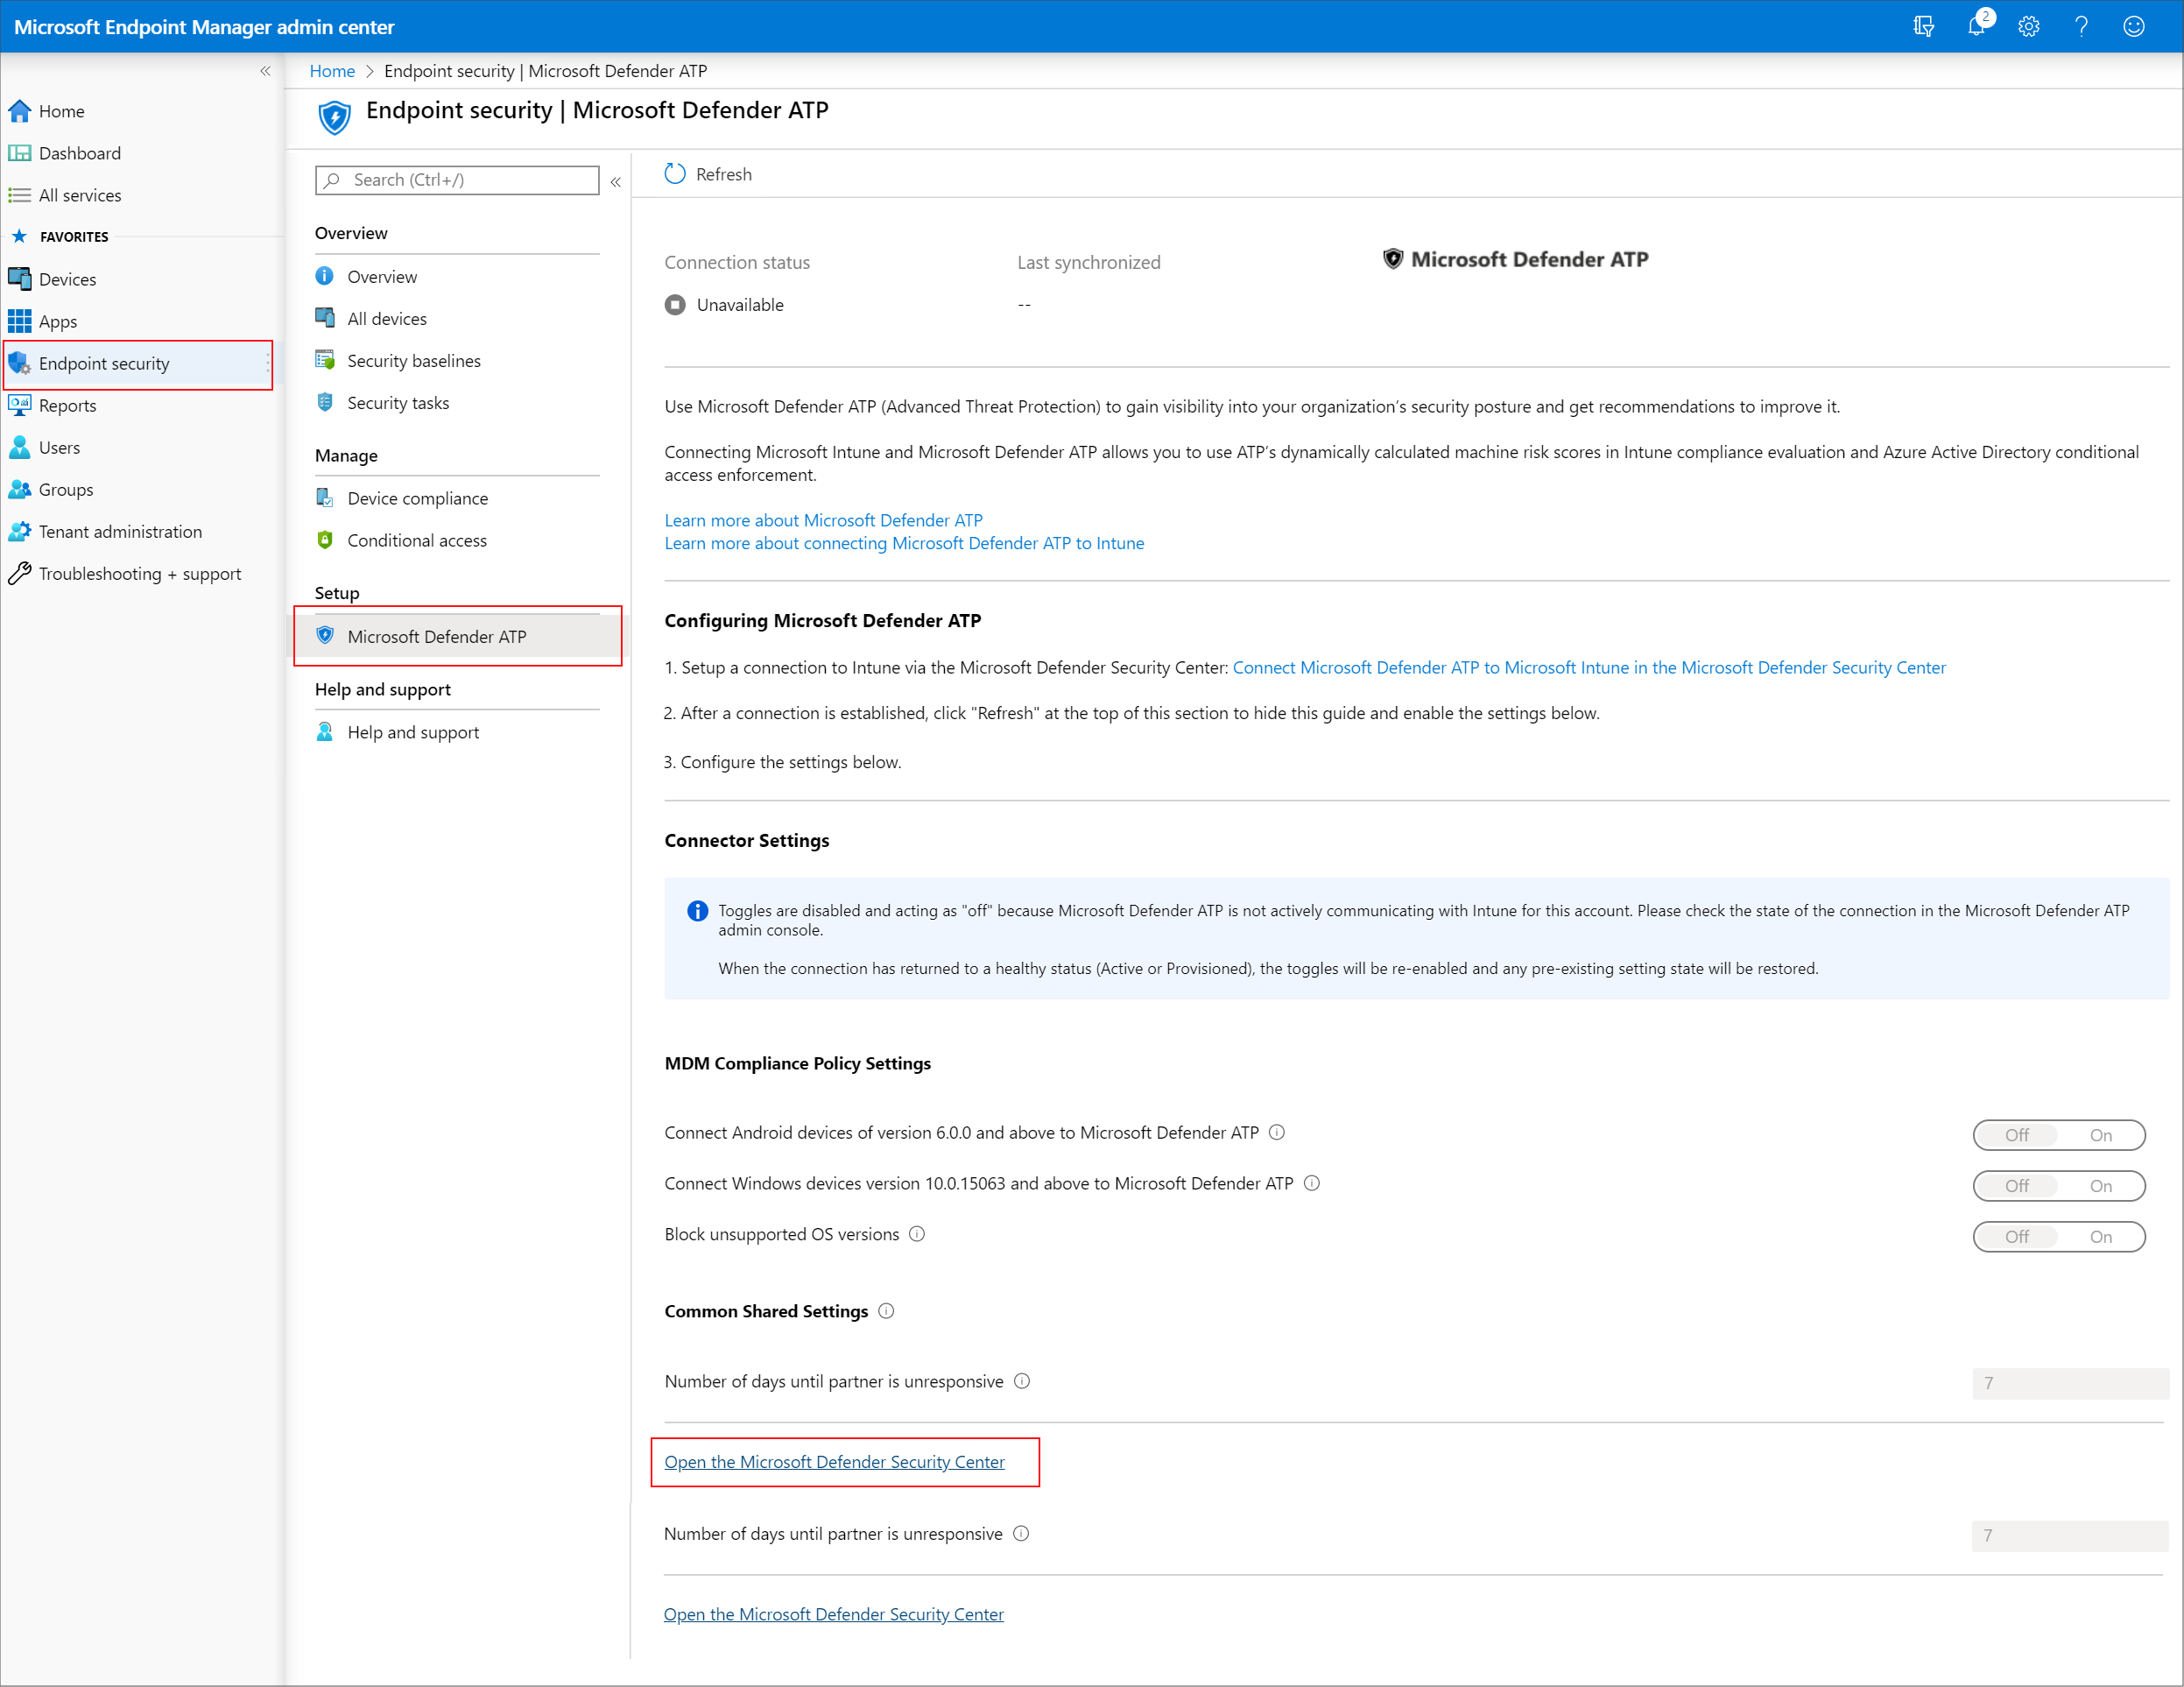 Microsoft Endpoint Manager admin center
2
Home > Endpoint security | Microsoft Defender ATP
Home
Dashboard
All services
FAVORITES
Devices
Apps
Endpoint security
Reports
Users
Groups
Tenant administration
Troubleshooting + support
Endpoint security | Microsoft Defender ATP
Search (Ctrl+/)
Overview
Overview
All devices
Security baselines
Security tasks
Manage
Device compliance
Conditional access
Setup
Microsoft Defender ATP
Help and support
Help and support
Refresh
Connection status
Unavailable
Last synchronized
--
Microsoft Defender ATP
Use Microsoft Defender ATP (Advanced Threat Protection) to gain visibility into your organization’s security posture and get recommendations to improve it.
Connecting Microsoft Intune and Microsoft Defender ATP allows you to use ATP’s dynamically calculated machine risk scores in Intune compliance evaluation and Azure Active Directory conditional
access enforcement.
Learn more about Microsoft Defender ATP
Learn more about connecting Microsoft Defender ATP to Intune
Configuring Microsoft Defender ATP
1. Setup a connection to Intune via the Microsoft Defender Security Center: Connect Microsoft Defender ATP to Microsoft Intune in the Microsoft Defender Security Center
2. After a connection is established, click "Refresh" at the top of this section to hide this guide and enable the settings below.
3. Configure the settings below.
Connector Settings
Toggles are disabled and acting as "off" because Microsoft Defender ATP is not actively communicating with Intune for this account. Please check the state of the connection in the Microsoft Defender ATP
admin console.
When the connection has returned to a healthy status (Active or Provisioned), the toggles will be re-enabled and any pre-existing setting state will be restored.
MDM Compliance Policy Settings
Connect Android devices of version 6.0.0 and above to Microsoft Defender ATP Off On
Connect Windows devices version 10.0.15063 and above to Microsoft Defender ATP Off On
Block unsupported OS versions Off On
Common Shared Settings
Number of days until partner is unresponsive 7
Open the Microsoft Defender Security Center
Number of days until partner is unresponsive 7
Open the Microsoft Defender Security Center